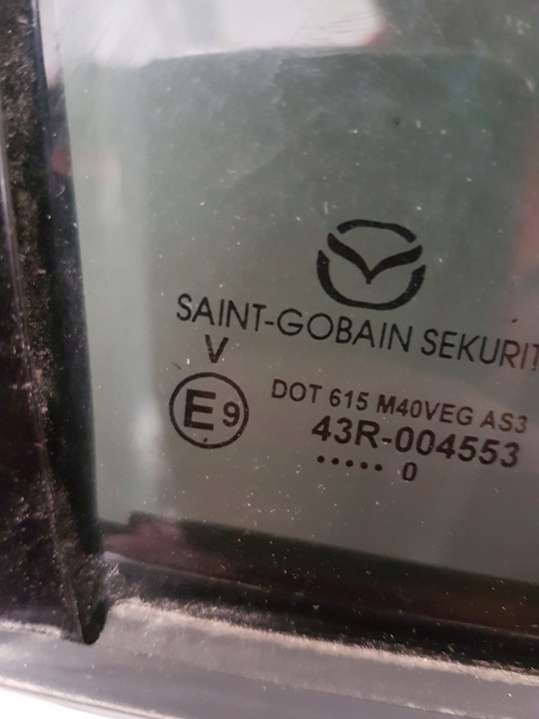 SAINT-GOBAIN SEKURIT
V
E9
DOT 615 M40VEG AS3
43R-004553
••••• 0